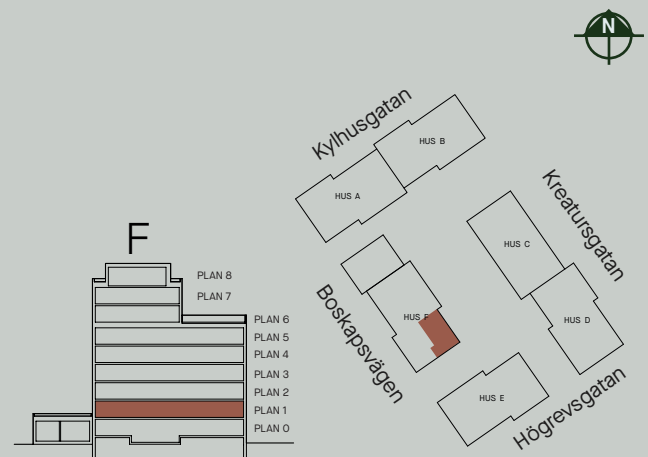 N
Kylhusgatan
HUS B
HUS A
Kreatursgatan
HUS C
F
PLAN 8
PLAN 7
Boskapsvägen
HUS F
PLAN 6
HUS D
PLAN 5
PLAN 4
PLAN 3
PLAN 2
HUS E
PLAN 1
Högrevsgatan
PLAN 0